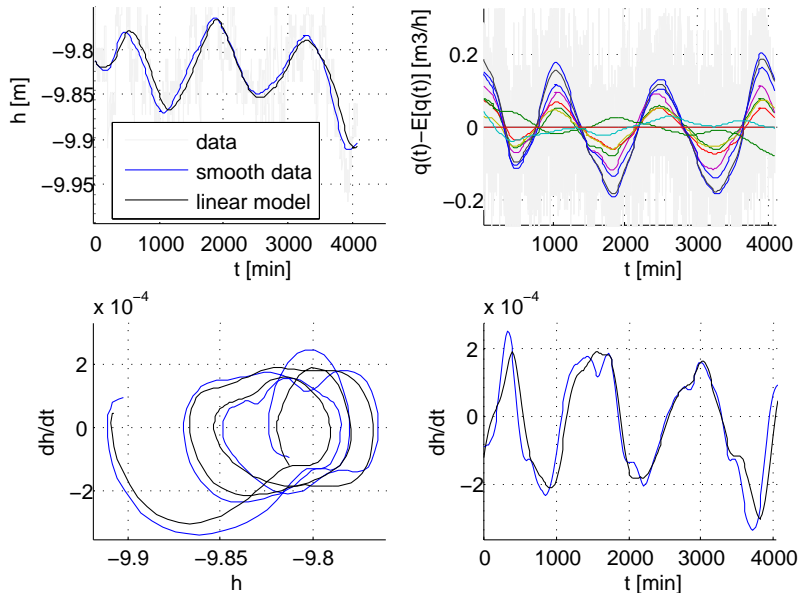 −9.8
−9.85
−9.9
−9.95
h [m]
data
smooth data
linear model
0
1000
2000
3000
4000
t [min]
0.2
0
−0.2
q(t)−E[q(t)] [m3/h]
0
1000
2000
3000
4000
t [min]
x 10−4
2
0
−2
dh/dt
−9.9
−9.85
−9.8
h
x 10−4
2
0
−2
dh/dt
0
1000
2000
3000
4000
t [min]